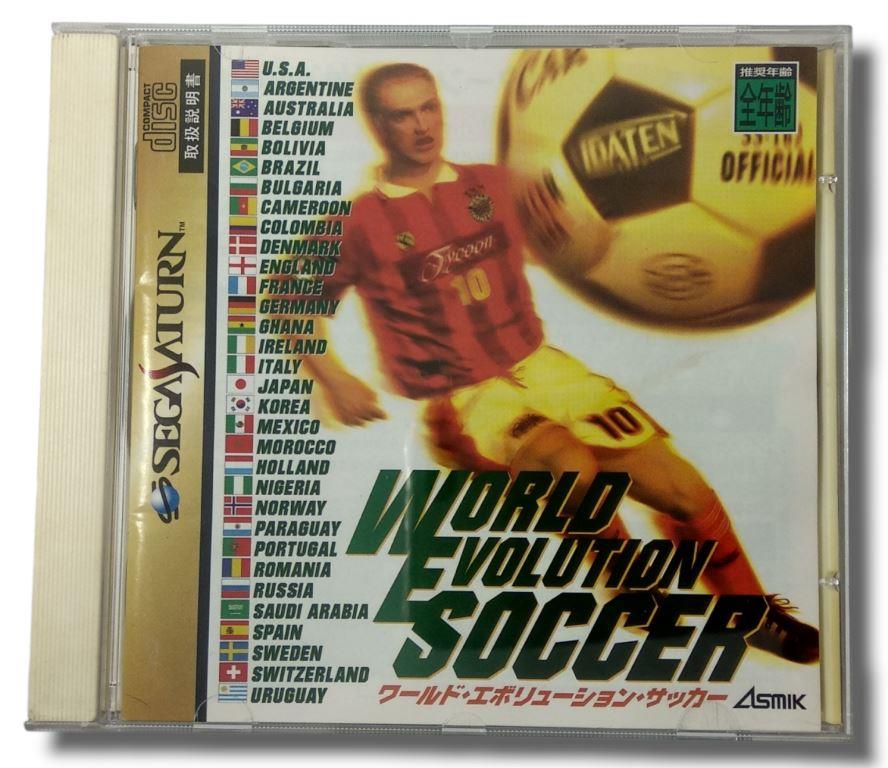 COMPACT
disc
取扱説明書
SEGA SATURN™
U.S.A.
ARGENTINE
AUSTRALIA
BELGIUM
BOLIVIA
BRAZIL
BULGARIA
CAMEROON
COLOMBIA
DENMARK
ENGLAND
FRANCE
GERMANY
GHANA
IRELAND
ITALY
JAPAN
KOREA
MEXICO
MOROCCO
HOLLAND
NIGERIA
NORWAY
PARAGUAY
PORTUGAL
ROMANIA
RUSSIA
SAUDI ARABIA
SPAIN
SWEDEN
SWITZERLAND
URUGUAY
推奨年齢
全年齢
IDATEN
OFFICIAL
Tycoon
10
10
WORLD
EVOLUTION
SOCCER
ワールド・エボリューション・サッカー
ASMIK